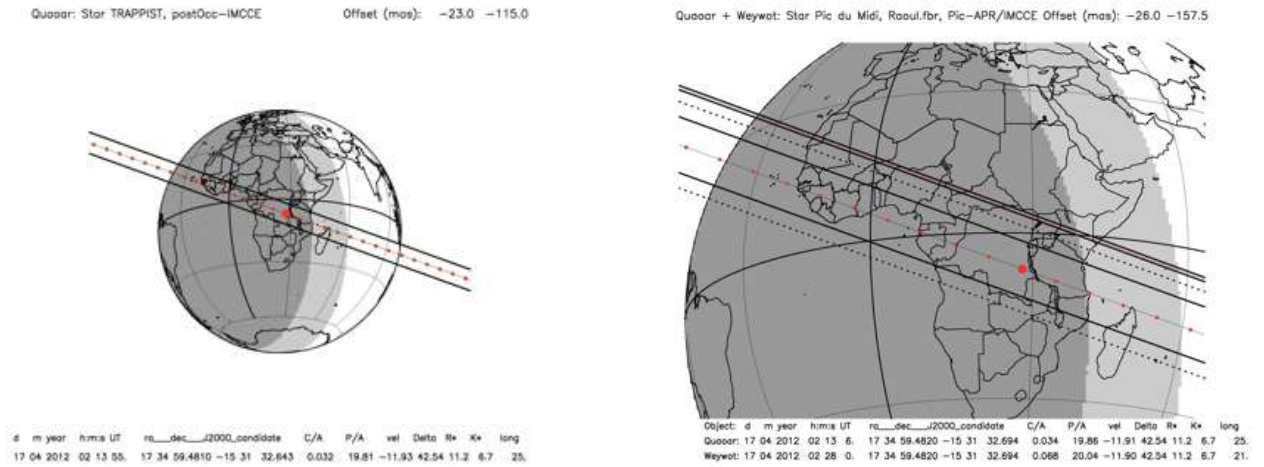 Quaoar: Star TRAPPIST, postOcc-IMCCE Offset (mas): -23.0 -115.0
Quaoar + Weywot: Star Pic du Midi, Raoul.fbr, Pic-APR/IMCCE Offset (mas): -26.0 -157.5
d m year h:m:s UT ra___dec___J2000_candidate C/A P/A vel Delta R* K* long
17 04 2012 02 13 55. 17 34 59.4810 -15 31 32.643 0.032 19.81 -11.93 42.54 11.2 6.7 25.
Object: d m year h:m:s UT ra___dec___J2000_candidate C/A P/A vel Delta R* K* long
Quaoar: 17 04 2012 02 13 6. 17 34 59.4820 -15 31 32.694 0.034 19.86 -11.91 42.54 11.2 6.7 25.
Weywot: 17 04 2012 02 28 0. 17 34 59.4820 -15 31 32.694 0.068 20.04 -11.90 42.54 11.2 6.7 21.